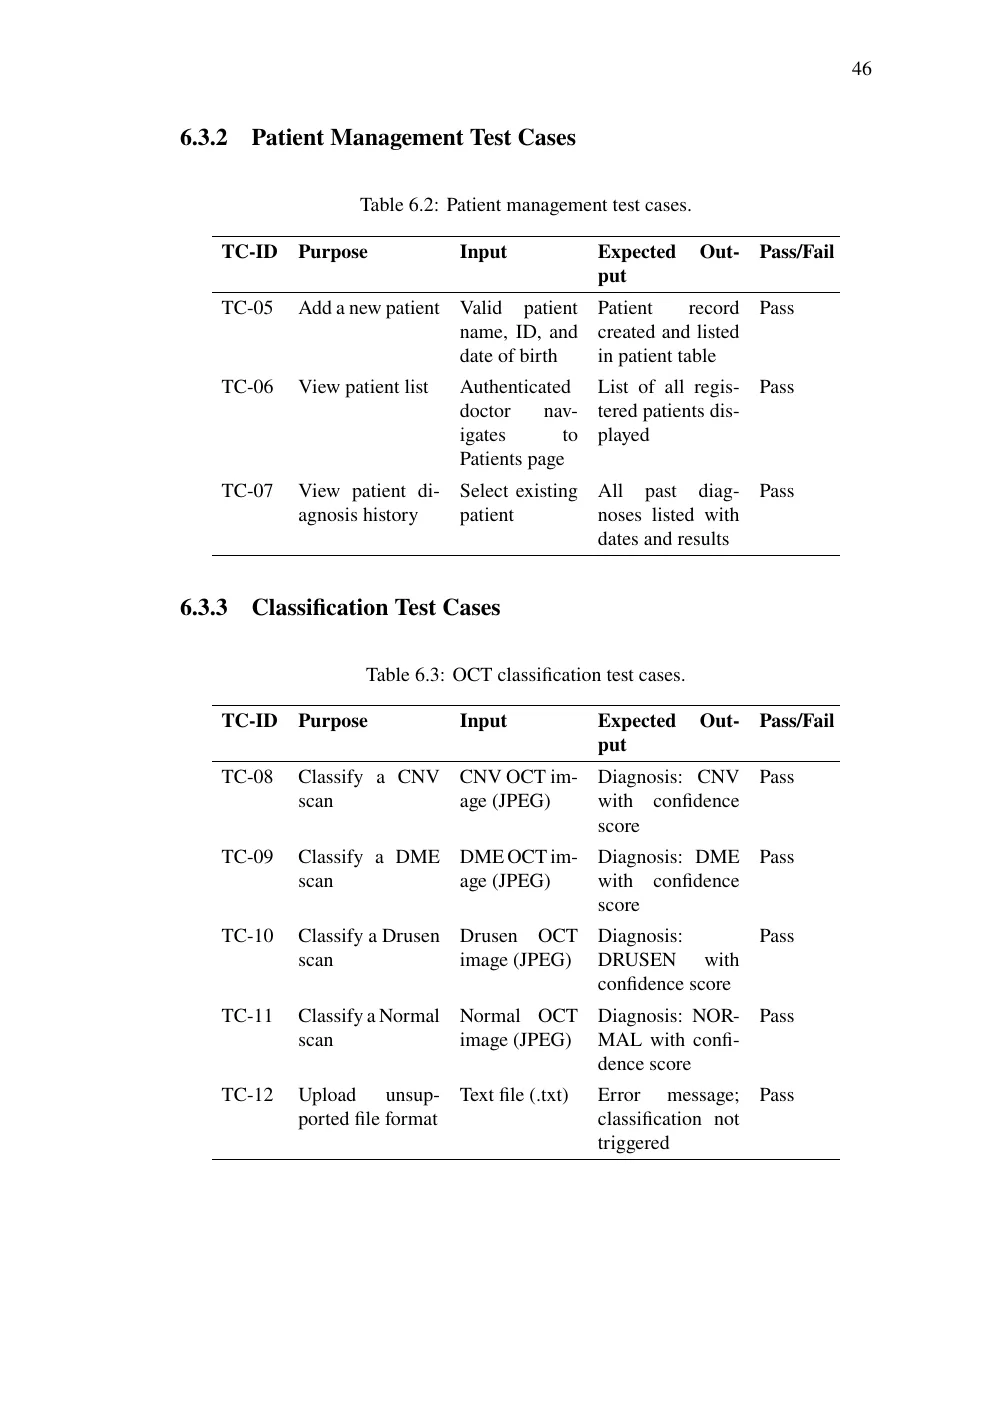 46
6.3.2 Patient Management Test Cases
Table 6.2: Patient management test cases.
TC-ID Purpose Input Expected Out- Pass/Fail
put
TC-05 Add a new patient Valid patient Patient record Pass
name, ID, and created and listed
date of birth in patient table
TC-06 View patient list Authenticated List of all regis- Pass
doctor nav- tered patients dis-
igates to played
Patients page
TC-07 View patient di- Select existing All past diag- Pass
agnosis history patient noses listed with
dates and results
6.3.3 Classification Test Cases
Table 6.3: OCT classification test cases.
TC-ID Purpose Input Expected Out- Pass/Fail
put
TC-08 Classify a CNV CNV OCT im- Diagnosis: CNV Pass
scan age (JPEG) with confidence
score
TC-09 Classify a DME DME OCT im- Diagnosis: DME Pass
scan age (JPEG) with confidence
score
TC-10 Classify a Drusen Drusen OCT Diagnosis: Pass
scan image (JPEG) DRUSEN with
confidence score
TC-11 Classify a Normal Normal OCT Diagnosis: NOR- Pass
scan image (JPEG) MAL with confi-
dence score
TC-12 Upload unsup- Text file (.txt) Error message; Pass
ported file format classification not
triggered